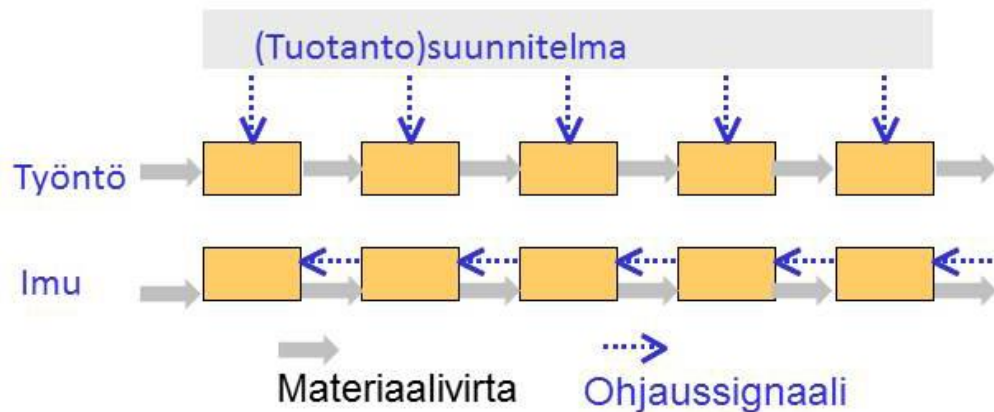 (Tuotanto)suunnitelma
Työntö
Imu
Materiaalivirta
Ohjaussignaali